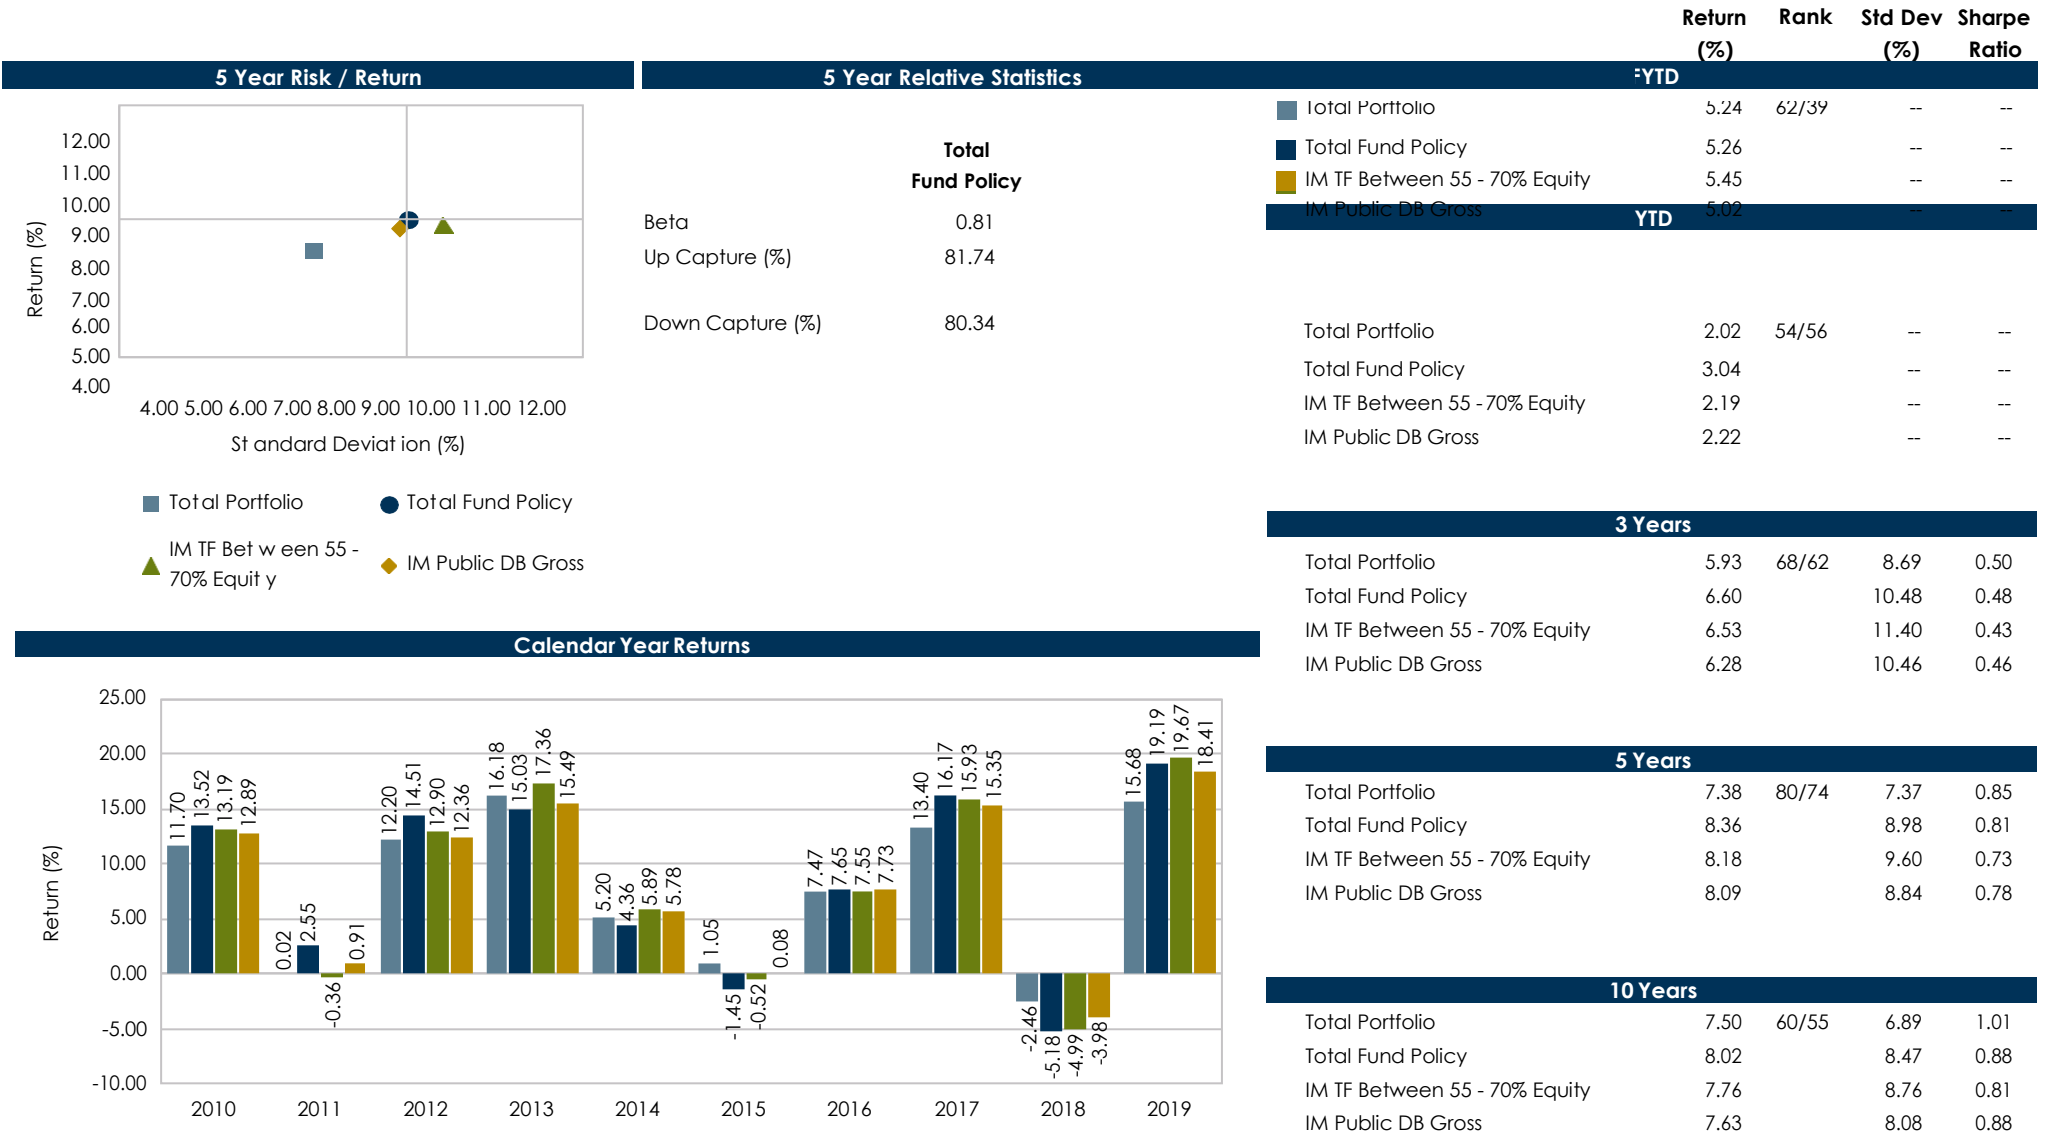 Return Rank Std Dev Sharpe
(%) (%) Ratio
5 Year Risk / Return
12.00
11.00
10.00
9.00
8.00
7.00
6.00
5.00
4.00
Return (%)
4.00 5.00 6.00 7.00 8.00 9.00 10.00 11.00 12.00
St andard Deviat ion (%)
Total Portfolio
Total Fund Policy
IM TF Bet w een 55 -
70% Equit y
IM Public DB Gross
5 Year Relative Statistics
Total
Fund Policy
Beta 0.81
Up Capture (%) 81.74
Down Capture (%) 80.34
FYTD
Total Portfolio 5.24 62/39 -- --
Total Fund Policy 5.26 -- --
IM TF Between 55 - 70% Equity 5.45 -- --
IM Public DB Gross 5.02 -- --
YTD
Total Portfolio 2.02 54/56 -- --
Total Fund Policy 3.04 -- --
IM TF Between 55 - 70% Equity 2.19 -- --
IM Public DB Gross 2.22 -- --
3 Years
Total Portfolio 5.93 68/62 8.69 0.50
Total Fund Policy 6.60 10.48 0.48
IM TF Between 55 - 70% Equity 6.53 11.40 0.43
IM Public DB Gross 6.28 10.46 0.46
5 Years
Total Portfolio 7.38 80/74 7.37 0.85
Total Fund Policy 8.36 8.98 0.81
IM TF Between 55 - 70% Equity 8.18 9.60 0.73
IM Public DB Gross 8.09 8.84 0.78
10 Years
Total Portfolio 7.50 60/55 6.89 1.01
Total Fund Policy 8.02 8.47 0.88
IM TF Between 55 - 70% Equity 7.76 8.76 0.81
IM Public DB Gross 7.63 8.08 0.88
Calendar Year Returns
25.00
20.00
15.00
10.00
5.00
0.00
-5.00
-10.00
Return (%)
11.70 13.52 13.19 12.89
0.02 2.55 -0.36 0.91
12.20 14.51 12.90 12.36
16.18 15.03 17.36 15.49
5.20 4.36 5.89 5.78
1.05 -1.45 -0.52 0.08
7.47 7.65 7.55 7.73
13.40 16.17 15.93 15.35
-2.46 -5.18 -4.99 -3.98
15.68 19.19 19.67 18.41
2010 2011 2012 2013 2014 2015 2016 2017 2018 2019